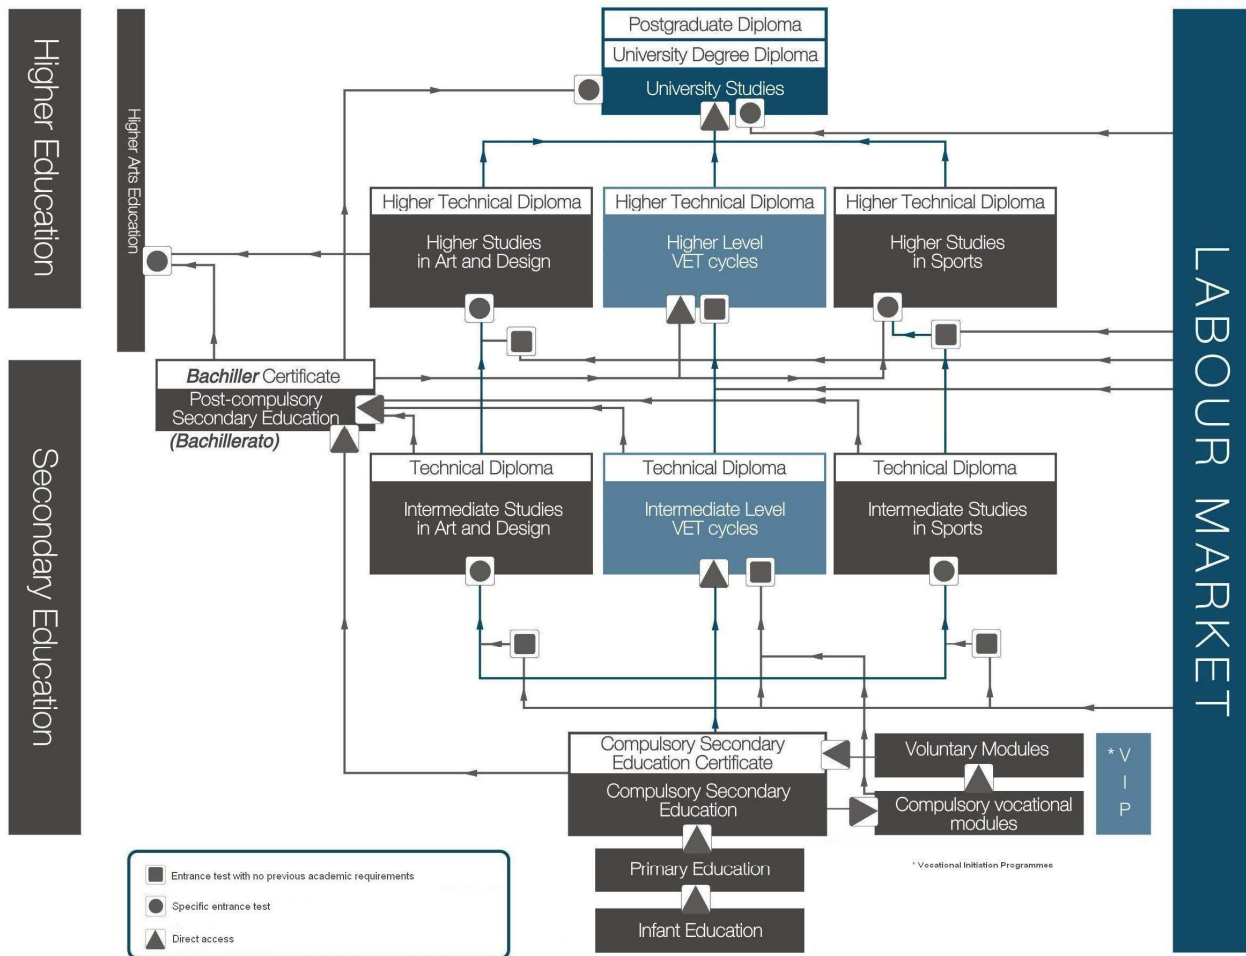 Higher Education
Higher Arts Education
Postgraduate Diploma
University Degree Diploma
University Studies
Higher Technical Diploma
Higher Studies
in Art and Design
Higher Technical Diploma
Higher Level
VET cycles
Higher Technical Diploma
Higher Studies
in Sports
LABOUR MARKET
Secondary Education
Bachiller Certificate
Post-compulsory
Secondary Education
(Bachillerato)
Technical Diploma
Intermediate Studies
in Art and Design
Technical Diploma
Intermediate Level
VET cycles
Technical Diploma
Intermediate Studies
in Sports
Compulsory Secondary
Education Certificate
Compulsory Secondary
Education
Voluntary Modules
Compulsory vocational
modules
* V
I
P
Primary Education
Infant Education
* Vocational Initiation Programmes
Entrance test with no previous academic requirements
Specific entrance test
Direct access